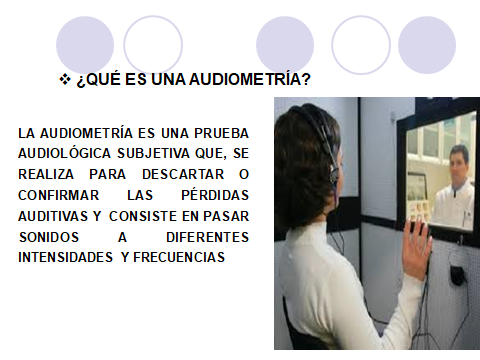 ❖ ¿QUÉ ES UNA AUDIOMETRÍA?
LA AUDIOMETRÍA ES UNA PRUEBA
AUDIOLÓGICA SUBJETIVA QUE, SE
REALIZA PARA DESCARTAR O
CONFIRMAR LAS PÉRDIDAS
AUDITIVAS Y CONSISTE EN PASAR
SONIDOS A DIFERENTES
INTENSIDADES Y FRECUENCIAS